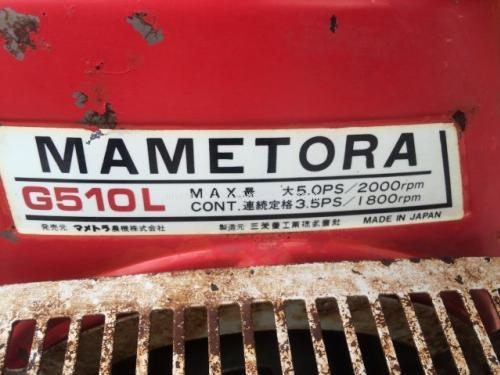 MAMETORA
G510L MAX.最 大5.0PS/2000rpm
CONT.連続定格3.5PS/1800rpm
発売元 マメトラ農機株式会社 製造元 三菱重工業株式会社 MADE IN JAPAN